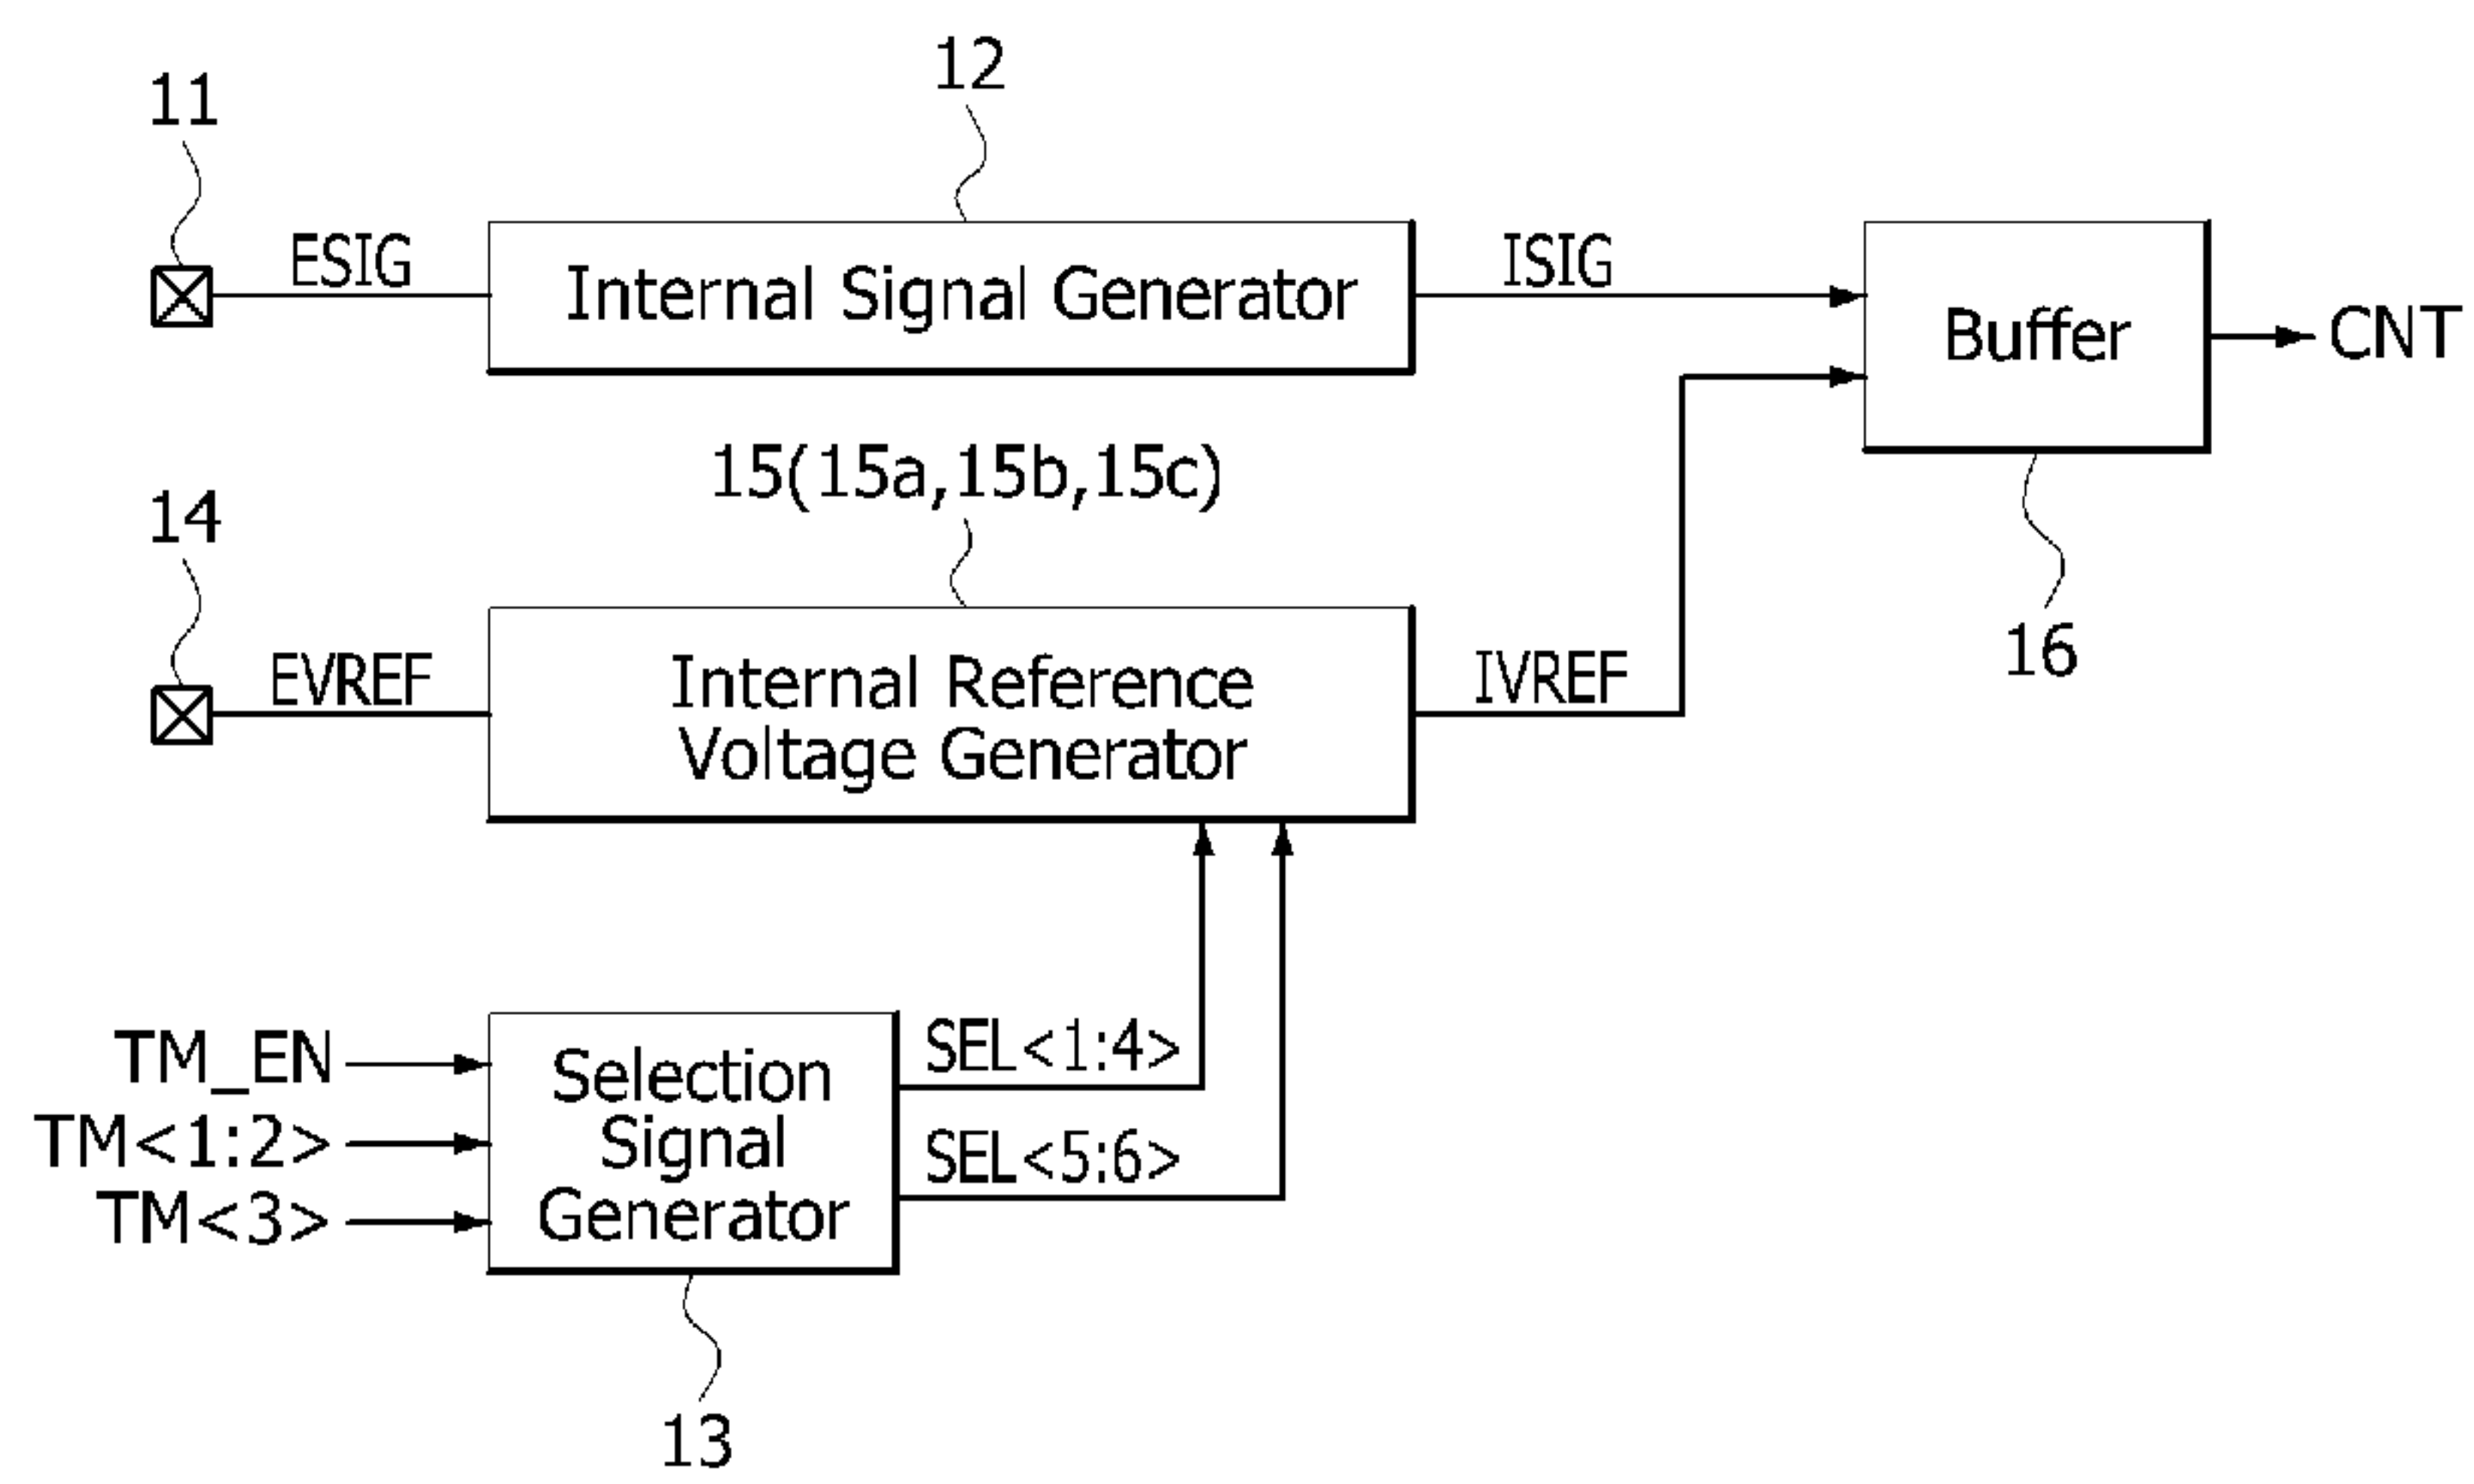 12
11
ESIG
Internal Signal Generator
ISIG
Buffer
CNT
15(15a,15b,15c)
14
EVREF
Internal Reference
Voltage Generator
IVREF
16
TM_EN
TM<1:2>
TM<3>
Selection
Signal
Generator
SEL<1:4>
SEL<5:6>
13